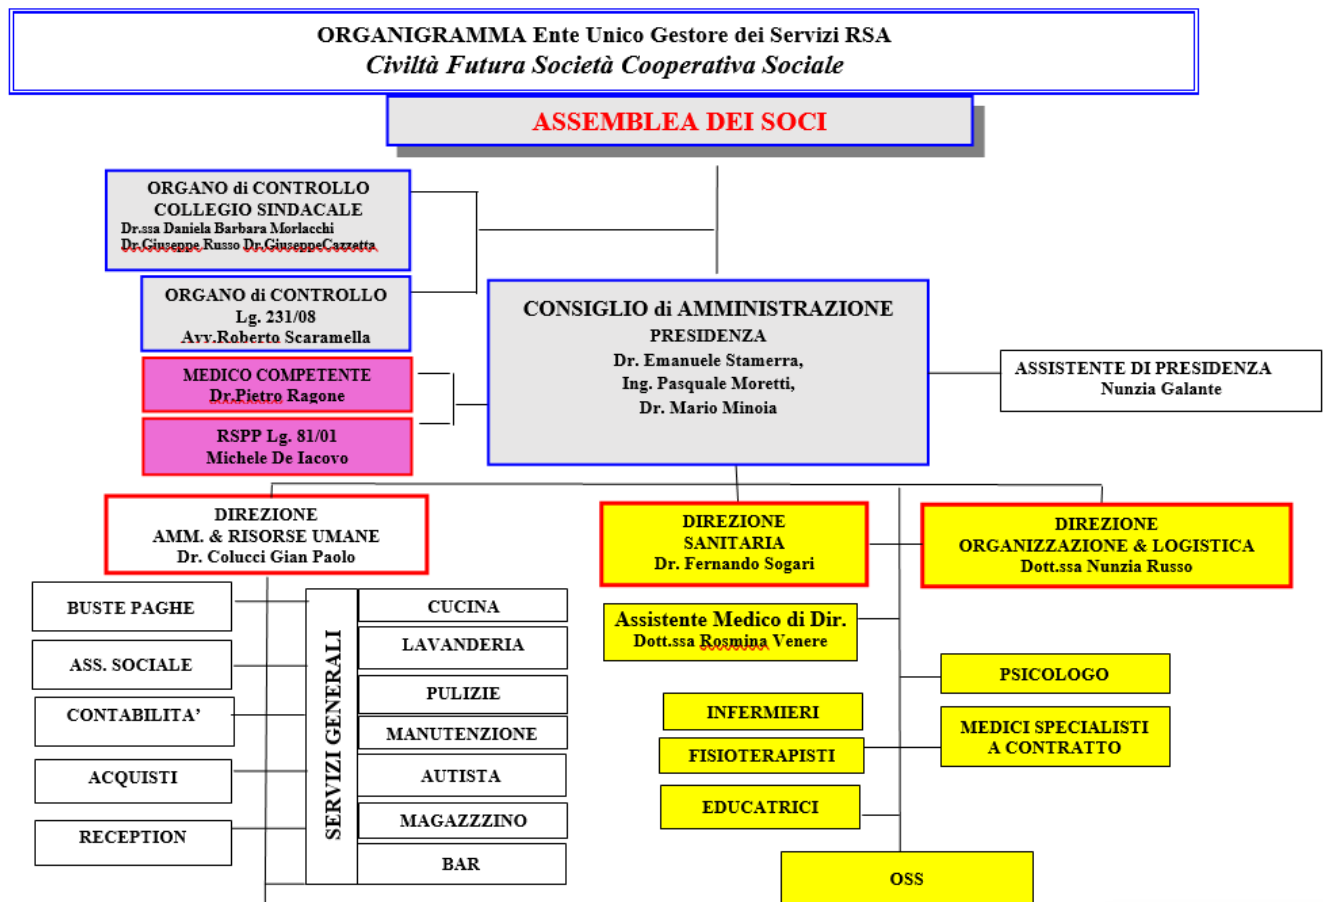 ORGANIGRAMMA Ente Unico Gestore dei Servizi RSA
Civiltà Futura Società Cooperativa Sociale
ASSEMBLEA DEI SOCI
ORGANO di CONTROLLO
COLLEGIO SINDACALE
Dr.ssa Daniela Barbara Morlacchi
Dr.Giuseppe Russo Dr.GiuseppeCazzetta
ORGANO di CONTROLLO
Lg. 231/08
Avv.Roberto Scaramella
MEDICO COMPETENTE
Dr.Pietro Ragone
RSPP Lg. 81/01
Michele De Iacovo
CONSIGLIO di AMMINISTRAZIONE
PRESIDENZA
Dr. Emanuele Stamerra,
Ing. Pasquale Moretti,
Dr. Mario Minoia
ASSISTENTE DI PRESIDENZA
Nunzia Galante
DIREZIONE
AMM. & RISORSE UMANE
Dr. Colucci Gian Paolo
DIREZIONE
SANITARIA
Dr. Fernando Sogari
DIREZIONE
ORGANIZZAZIONE & LOGISTICA
Dott.ssa Nunzia Russo
BUSTE PAGHE
ASS. SOCIALE
CONTABILITA’
ACQUISTI
RECEPTION
SERVIZI GENERALI
CUCINA
LAVANDERIA
PULIZIE
MANUTENZIONE
AUTISTA
MAGAZZZINO
BAR
Assistente Medico di Dir.
Dott.ssa Rosmina Venere
INFERMIERI
FISIOTERAPISTI
EDUCATRICI
PSICOLOGO
MEDICI SPECIALISTI
A CONTRATTO
OSS